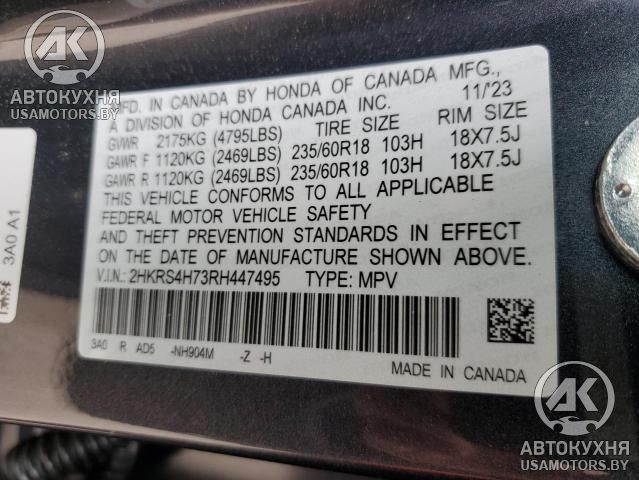 АК
АВТОКУХНЯ
USAMOTORS.BY
3A0 A1
MFD. IN CANADA BY HONDA OF CANADA MFG.,
A DIVISION OF HONDA CANADA INC. 11/'23
GVWR 2175KG (4795LBS) TIRE SIZE RIM SIZE
GAWR F 1120KG (2469LBS) 235/60R18 103H 18X7.5J
GAWR R 1120KG (2469LBS) 235/60R18 103H 18X7.5J
THIS VEHICLE CONFORMS TO ALL APPLICABLE
FEDERAL MOTOR VEHICLE SAFETY
AND THEFT PREVENTION STANDARDS IN EFFECT
ON THE DATE OF MANUFACTURE SHOWN ABOVE.
V.I.N.: 2HKRS4H73RH447495 TYPE: MPV
3A0 R AD5 -NH904M -Z -H
MADE IN CANADA
АК
АВТОКУХНЯ
USAMOTORS.BY